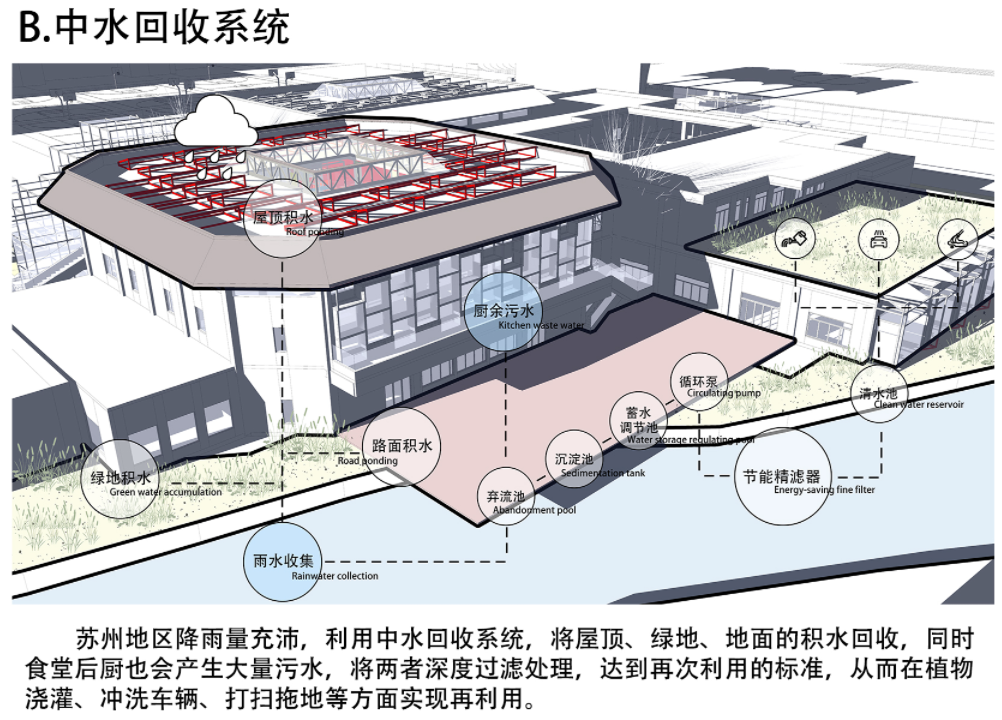 B.中水回收系统
屋顶积水
Roof ponding
厨余污水
Kitchen waste water
循环泵
Circulating pump
清水池
Clean water reservoir
蓄水
调节池
Water storage regulating pool
路面积水
Road ponding
沉淀池
Sedimentation tank
绿地积水
Green water accumulation
节能精滤器
Energy-saving fine filter
弃流池
Abandonment pool
雨水收集
Rainwater collection
苏州地区降雨量充沛，利用中水回收系统，将屋顶、绿地、地面的积水回收，同时
食堂后厨也会产生大量污水，将两者深度过滤处理，达到再次利用的标准，从而在植物
浇灌、冲洗车辆、打扫拖地等方面实现再利用。